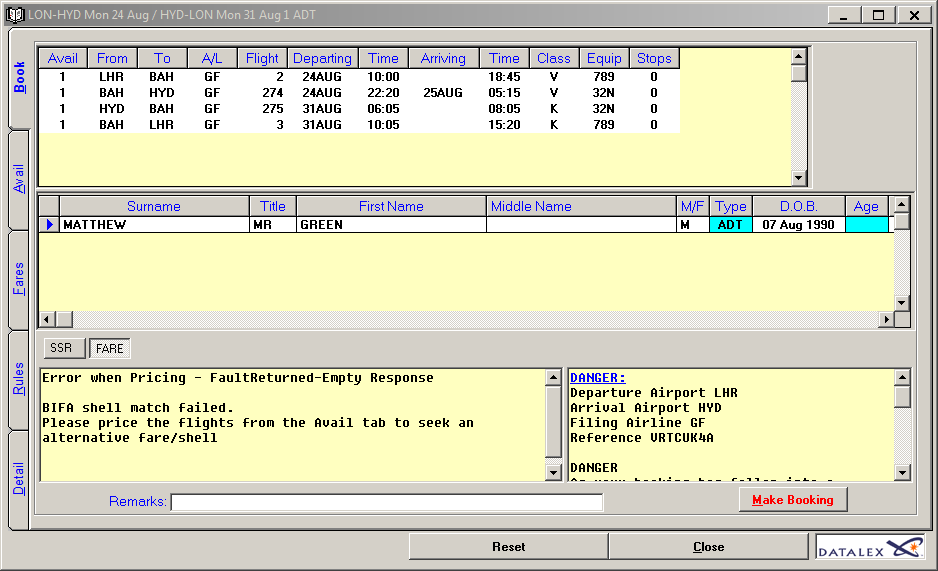 LON-HYD Mon 24 Aug / HYD-LON Mon 31 Aug 1 ADT
Book
Avail
Fares
Rules
Detail
Avail From To A/L Flight Departing Time Arriving Time Class Equip Stops
1 LHR BAH GF 2 24AUG 10:00 18:45 V 789 0
1 BAH HYD GF 274 24AUG 22:20 25AUG 05:15 V 32N 0
1 HYD BAH GF 275 31AUG 06:05 08:05 K 32N 0
1 BAH LHR GF 3 31AUG 10:05 15:20 K 789 0
Surname Title First Name Middle Name M/F Type D.O.B. Age
MATTHEW MR GREEN M ADT 07 Aug 1990
SSR FARE
Error when Pricing - FaultReturned-Empty Response
BIFA shell match failed.
Please price the flights from the Avail tab to seek an
alternative fare/shell
DANGER:
Departure Airport LHR
Arrival Airport HYD
Filing Airline GF
Reference VRTCUK4A
DANGER
As your booking has fallen into a
Remarks:
Make Booking
Reset
Close
DATALEX